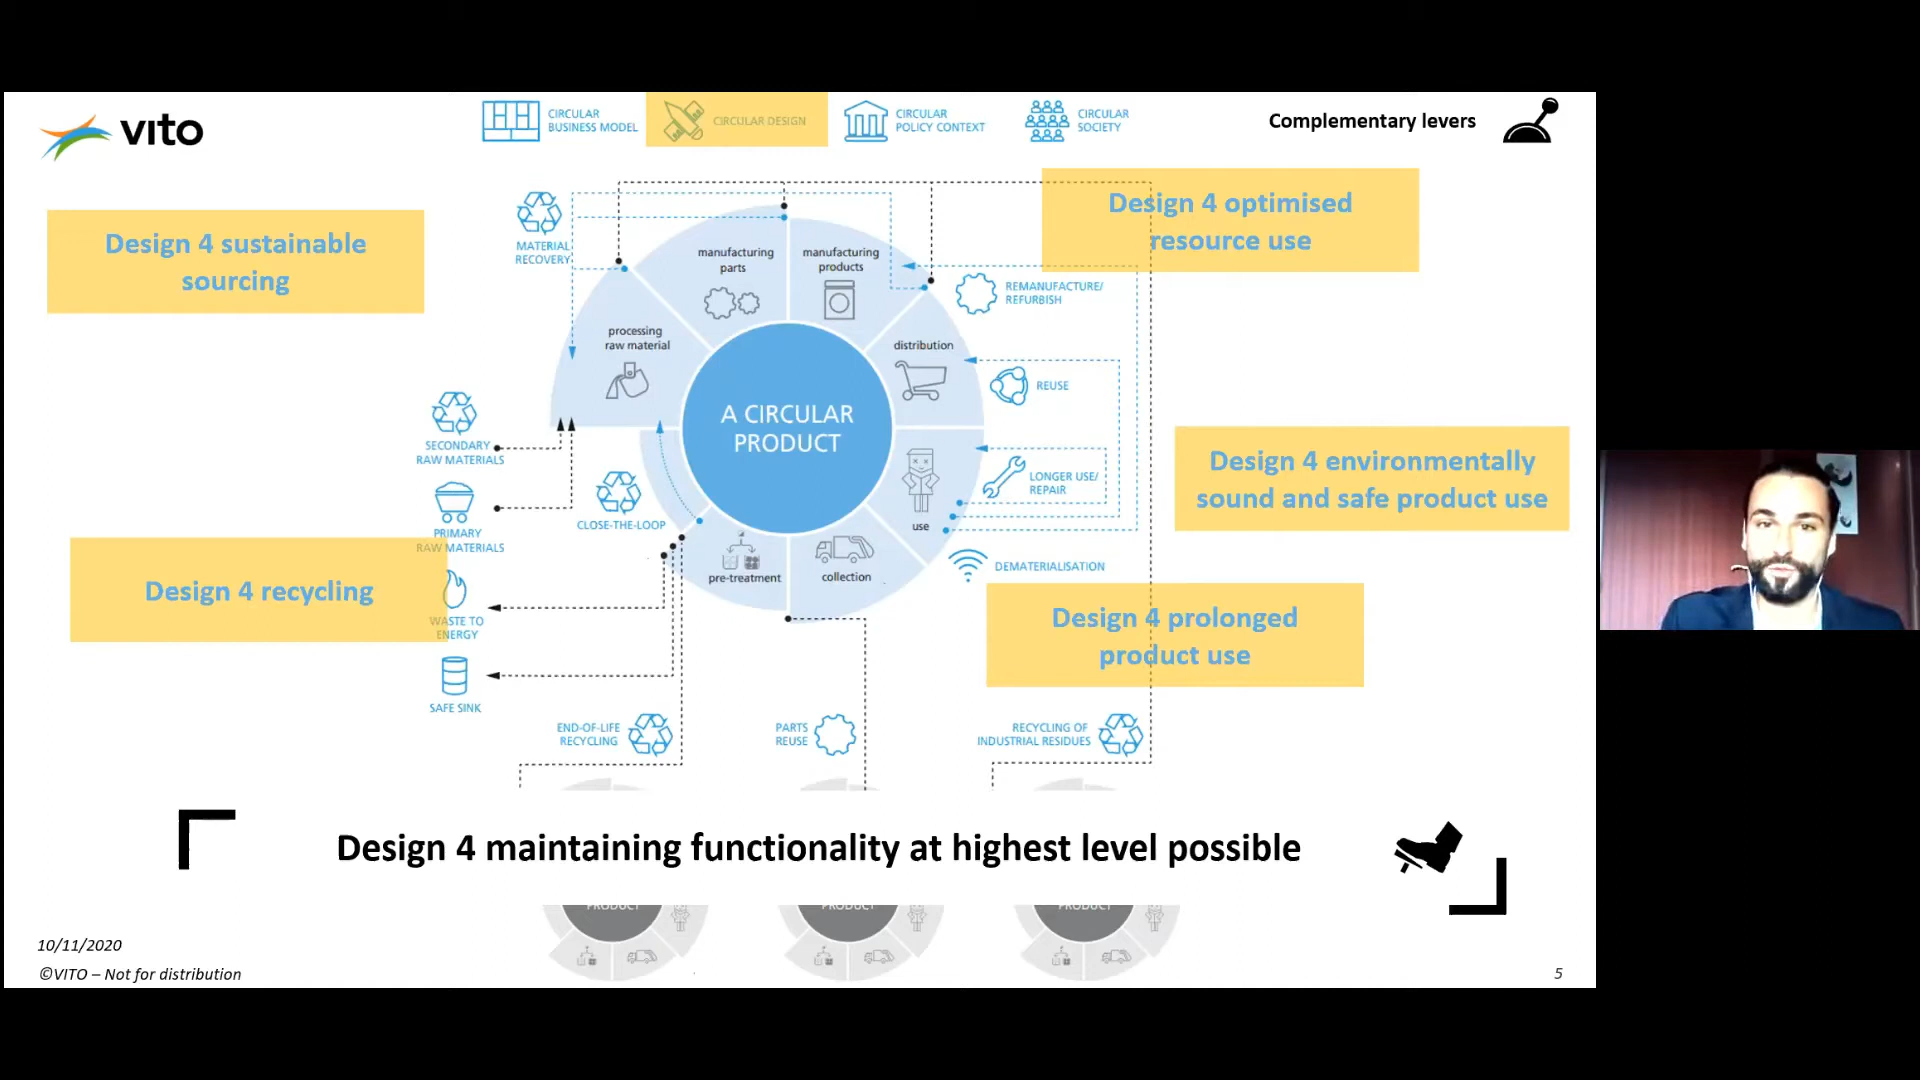 vito
CIRCULAR
BUSINESS MODEL
CIRCULAR DESIGN
CIRCULAR
POLICY CONTEXT
CIRCULAR
SOCIETY
Complementary levers
Design 4 sustainable
sourcing
Design 4 optimised
resource use
MATERIAL
RECOVERY
manufacturing
parts
manufacturing
products
REMANUFACTURE/
REFURBISH
processing
raw material
distribution
REUSE
A CIRCULAR
PRODUCT
SECONDARY
RAW MATERIALS
CLOSE-THE-LOOP
LONGER USE/
REPAIR
use
Design 4 environmentally
sound and safe product use
PRIMARY
RAW MATERIALS
pre-treatment
collection
DEMATERIALISATION
Design 4 recycling
WASTE TO
ENERGY
Design 4 prolonged
product use
SAFE SINK
END-OF-LIFE
RECYCLING
PARTS
REUSE
RECYCLING OF
INDUSTRIAL RESIDUES
Design 4 maintaining functionality at highest level possible
PRODUCT
PRODUCT
PRODUCT
10/11/2020
©VITO – Not for distribution
5